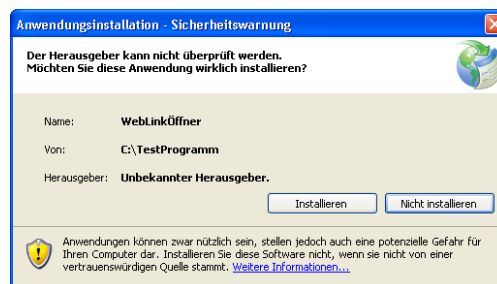 Anwendungsinstallation - Sicherheitswarnung
Der Herausgeber kann nicht überprüft werden.
Möchten Sie diese Anwendung wirklich installieren?
Name: WebLinkÖffner
Von: C:\TestProgramm
Herausgeber: Unbekannter Herausgeber.
Installieren Nicht installieren
Anwendungen können zwar nützlich sein, stellen jedoch auch eine potenzielle Gefahr für
Ihren Computer dar. Installieren Sie diese Software nicht, wenn sie nicht von einer
vertrauenswürdigen Quelle stammt. Weitere Informationen...